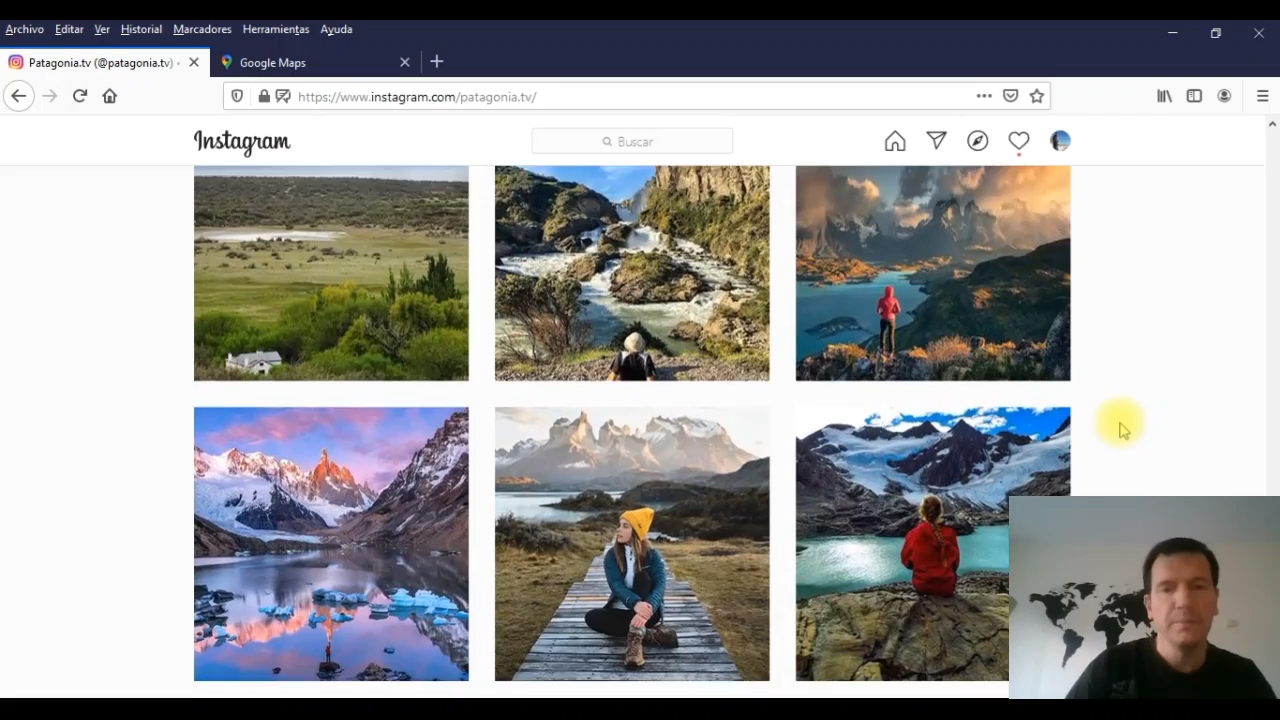 Archivo Editar Ver Historial Marcadores Herramientas Ayuda
Patagonia.tv (@patagonia.tv) • Google Maps
https://www.instagram.com/patagonia.tv/
Instagram Buscar